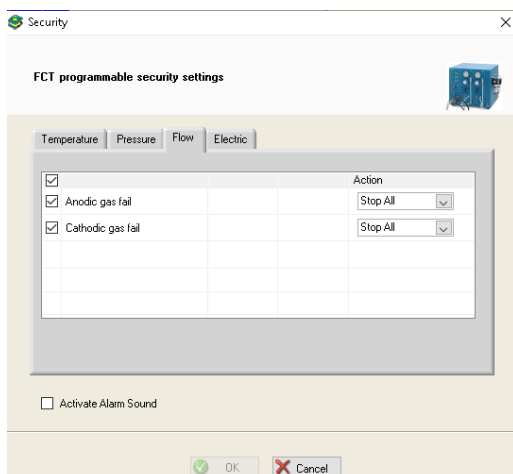 Security
FCT programmable security settings
Temperature Pressure Flow Electric
Action
Anodic gas fail Stop All
Cathodic gas fail Stop All
Activate Alarm Sound
OK Cancel